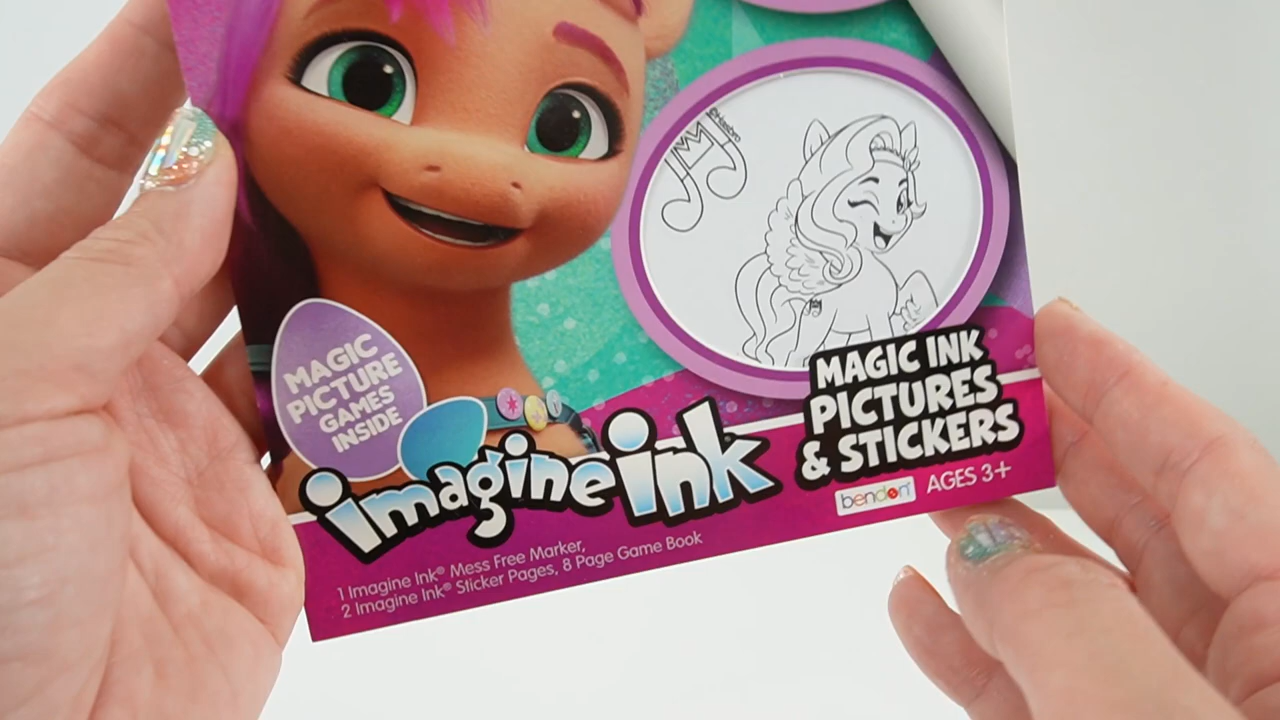 ©Hasbro
MAGIC
PICTURE
GAMES
INSIDE
imagine ink
MAGIC INK
PICTURES
& STICKERS
bendon® AGES 3+
1 Imagine Ink® Mess Free Marker,
2 Imagine Ink® Sticker Pages, 8 Page Game Book